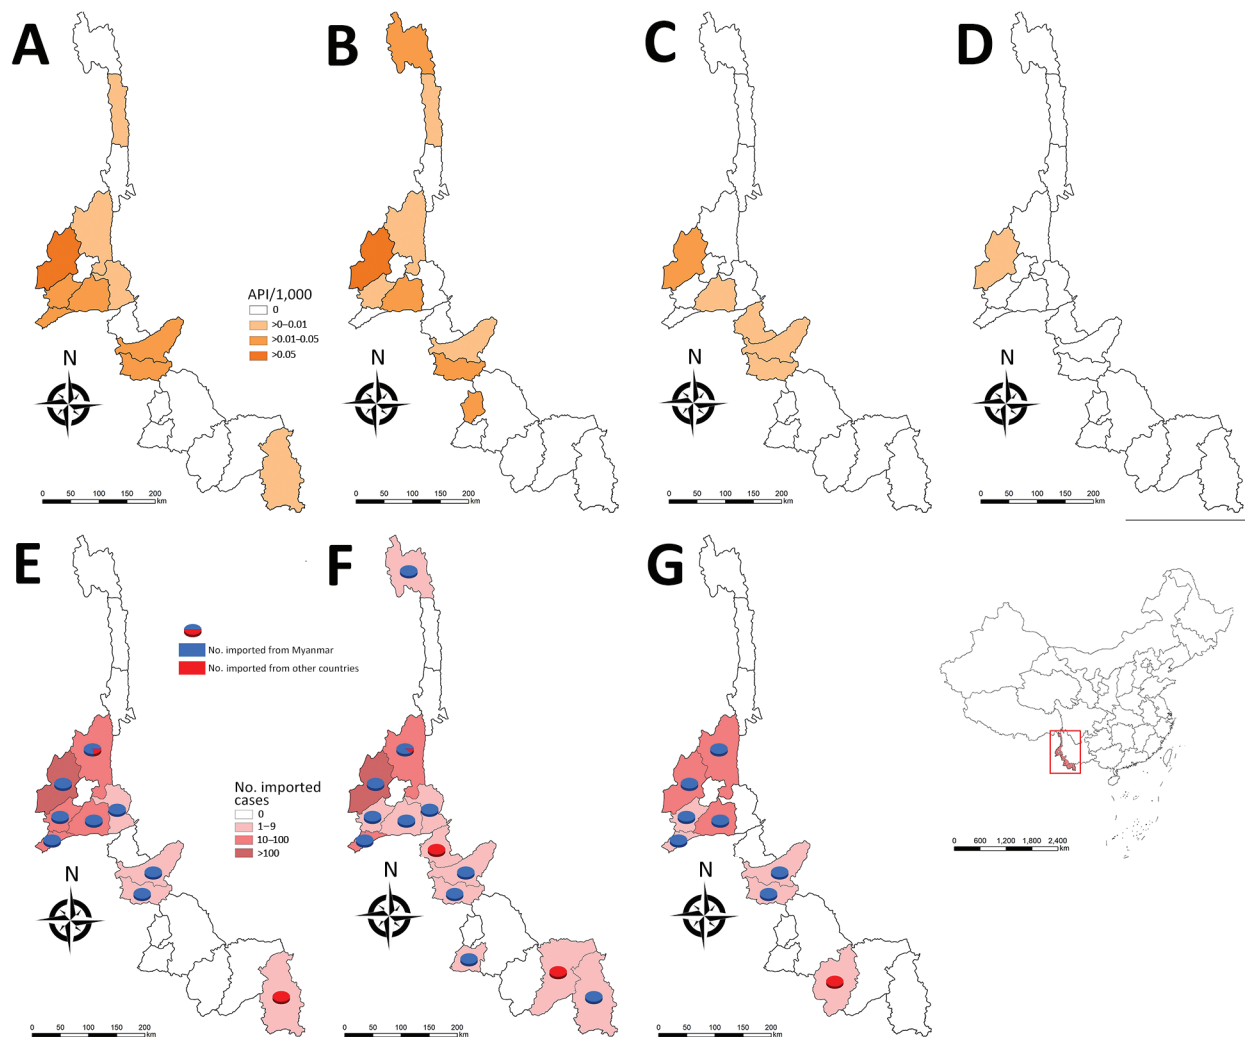 A
B
C
D
API/1,000
0
>0–0.01
>0.01–0.05
>0.05
N
N
N
N
0 50 100 150 200
km
0 50 100 150 200
km
0 50 100 150 200
km
0 50 100 150 200
km
E
F
G
No. imported from Myanmar
No. imported from other countries
No. imported
cases
0
1–9
10–100
>100
0 600 1,200 1,800 2,400
km
N
N
N
0 50 100 150 200
km
0 50 100 150 200
km
0 50 100 150 200
km